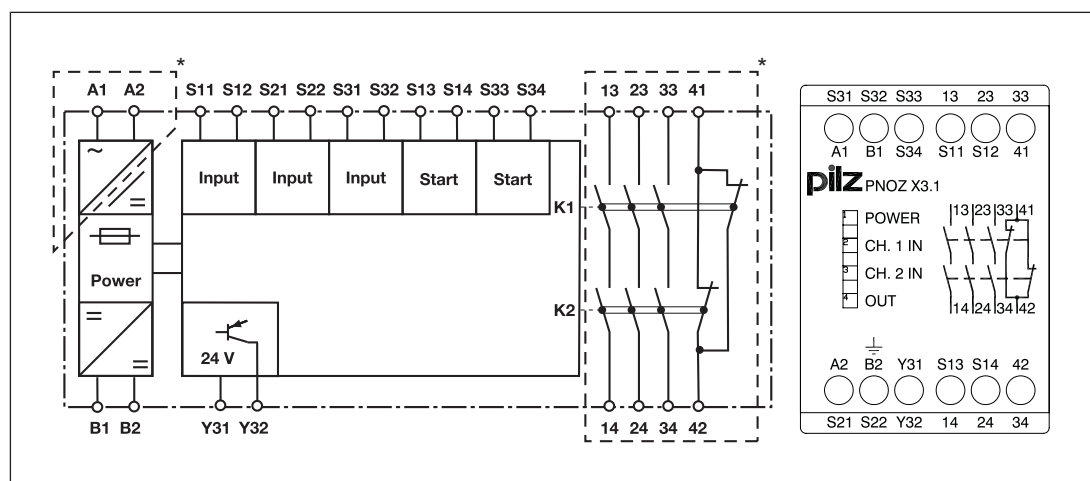 * *
A1 A2 S11 S12 S21 S22 S31 S32 S13 S14 S33 S34 13 23 33 41
~
=
Input Input Input Start Start
K1
Power
K2
=
=
24 V
B1 B2 Y31 Y32 14 24 34 42
S31 S32 S33 13 23 33
A1 B1 S34 S11 S12 41
pilz PNOZ X3.1
1 POWER
2 CH. 1 IN
3 CH. 2 IN
4 OUT
13 23 33 41
14 24 34 42
A2 B2 Y31 S13 S14 42
S21 S22 Y32 14 24 34